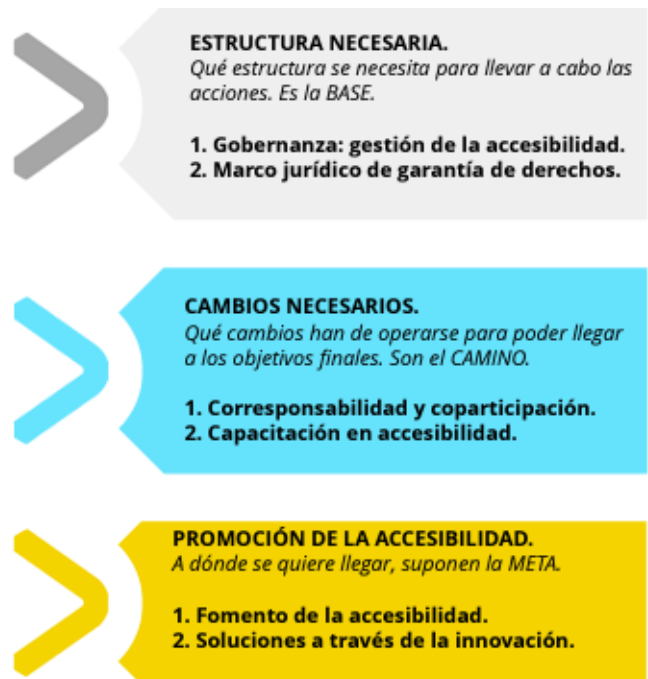 ESTRUCTURA NECESARIA.
Qué estructura se necesita para llevar a cabo las
acciones. Es la BASE.
1. Gobernanza: gestión de la accesibilidad.
2. Marco jurídico de garantía de derechos.
CAMBIOS NECESARIOS.
Qué cambios han de operarse para poder llegar
a los objetivos finales. Son el CAMINO.
1. Corresponsabilidad y coparticipación.
2. Capacitación en accesibilidad.
PROMOCIÓN DE LA ACCESIBILIDAD.
A dónde se quiere llegar, suponen la META.
1. Fomento de la accesibilidad.
2. Soluciones a través de la innovación.